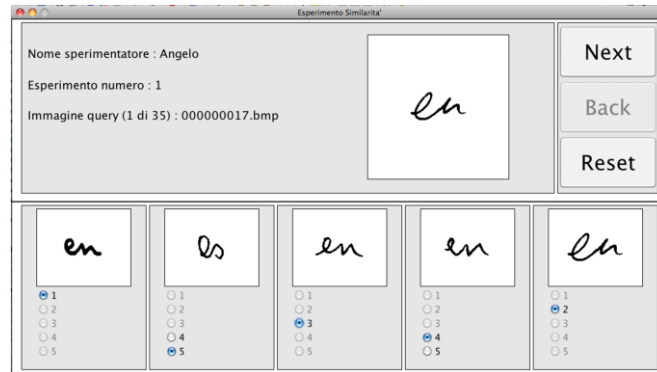 Esperimento Similarita'
Nome sperimentatore : Angelo
Esperimento numero : 1
Immagine query (1 di 35) : 000000017.bmp
en
Next
Back
Reset
en
1
2
3
4
5
es
1
2
3
4
5
en
1
2
3
4
5
en
1
2
3
4
5
en
1
2
3
4
5